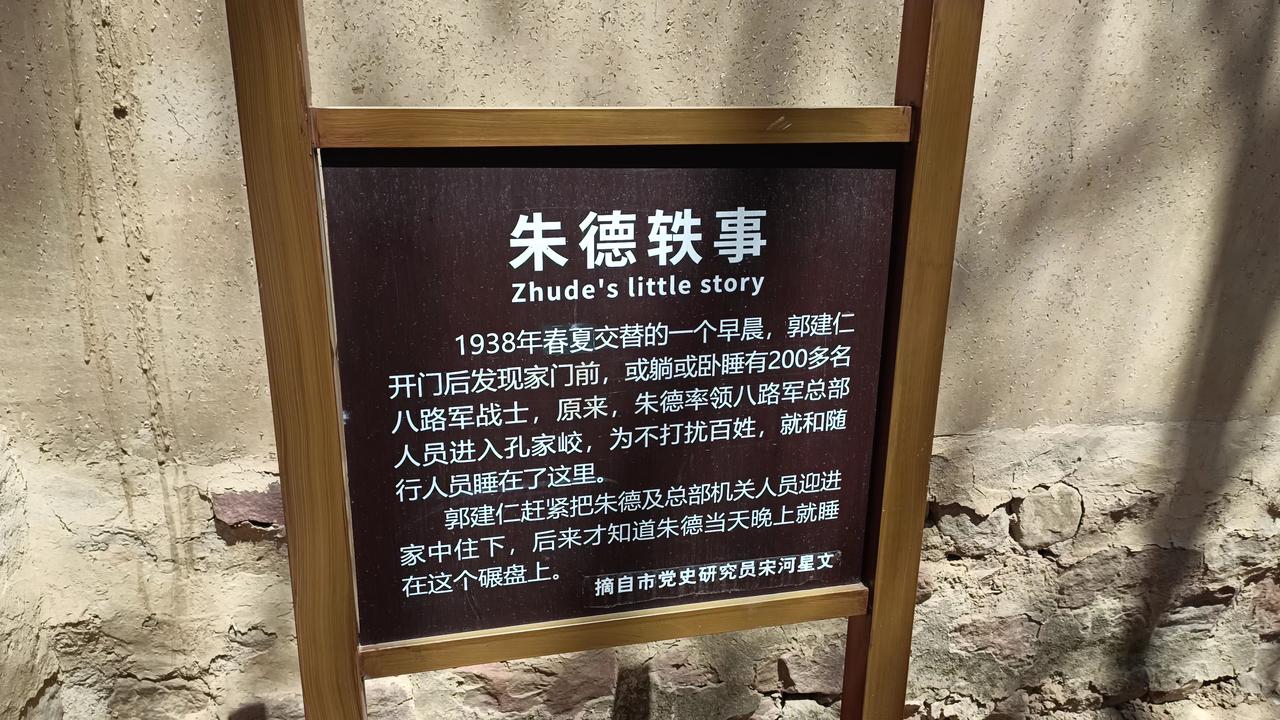 朱德轶事
Zhude's little story
1938年春夏交替的一个早晨，郭建仁
开门后发现家门前，或躺或卧睡有200多名
八路军战士，原来，朱德率领八路军总部
人员进入孔家峧，为不打扰百姓，就和随
行人员睡在了这里。
郭建仁赶紧把朱德及总部机关人员迎进
家中住下，后来才知道朱德当天晚上就睡
在这个碾盘上。
摘自市党史研究员宋河星文